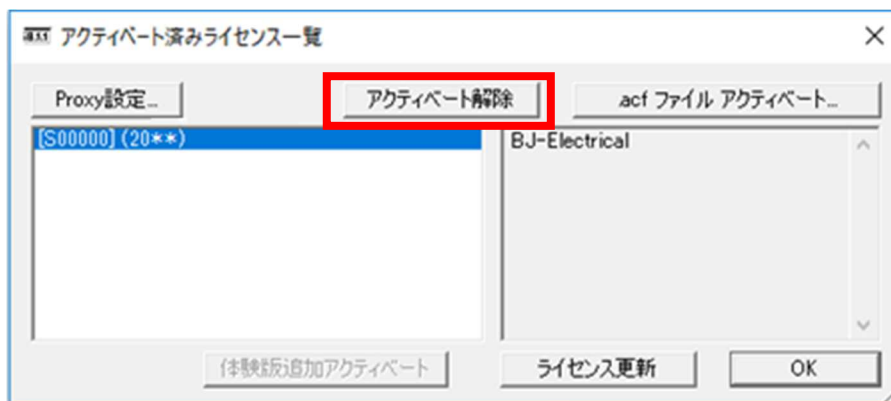 アクティベート済みライセンス一覧
Proxy設定...
アクティベート解除
.acf ファイル アクティベート...
[S00000] (20**)
BJ-Electrical
体験版追加アクティベート
ライセンス更新
OK